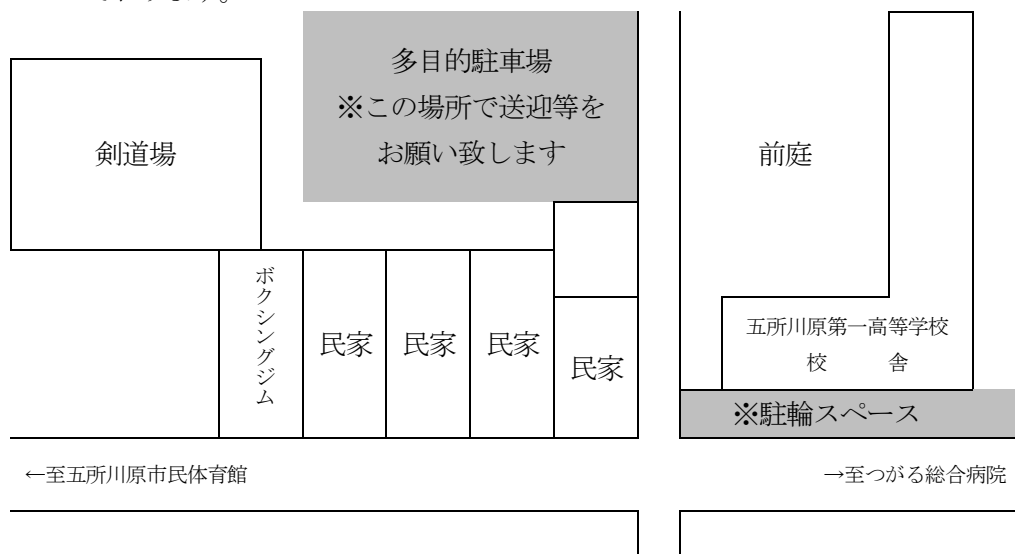 多目的駐車場
※この場所で送迎等を
お願い致します
剣道場
前庭
ボクシングジム
民家
民家
民家
民家
五所川原第一高等学校
校　　舎
※駐輪スペース
←至五所川原市民体育館
→至つがる総合病院